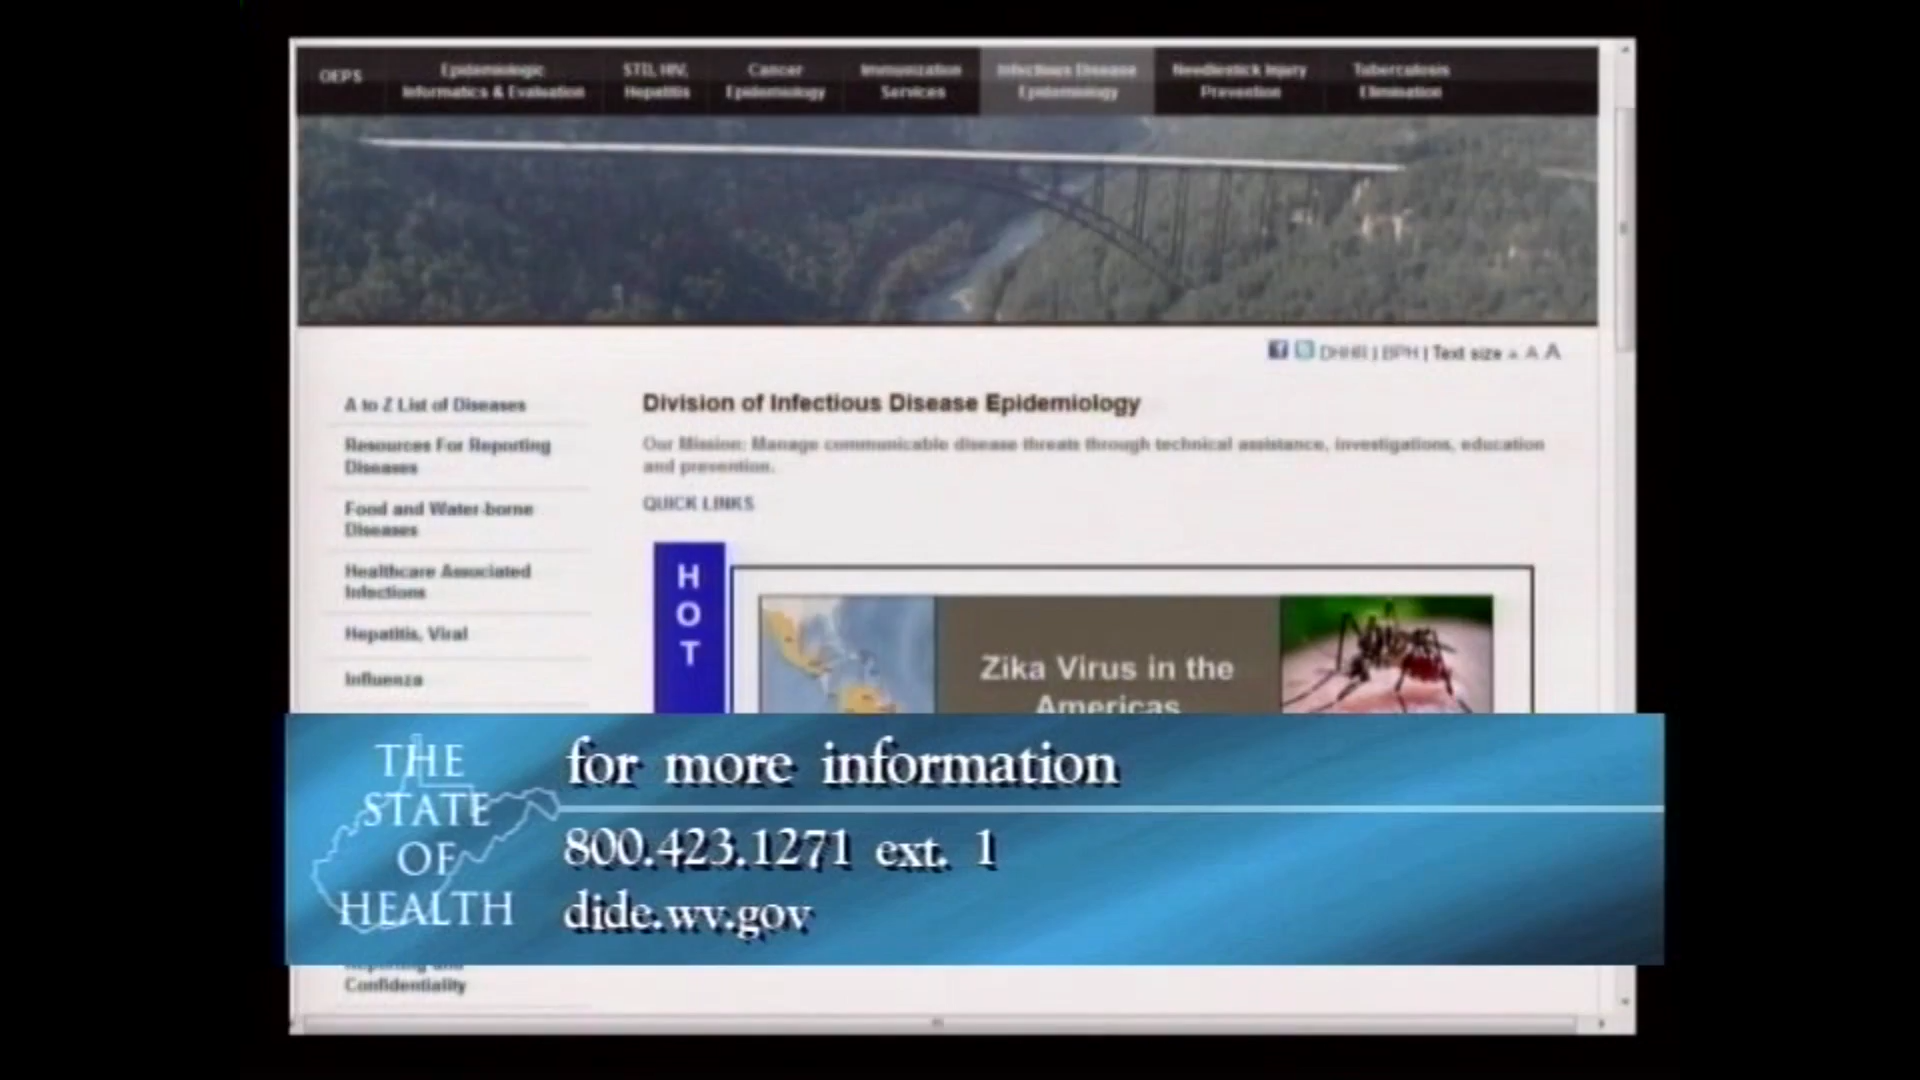 OEPS
Epidemiologic
Informatics & Evaluation
STD, HIV,
Hepatitis
Cancer
Epidemiology
Immunization
Services
Infectious Disease
Epidemiology
Needlestick Injury
Prevention
Tuberculosis
Elimination
DHHR | BPH | Text size A A A
A to Z List of Diseases
Resources For Reporting
Diseases
Food and Water-borne
Diseases
Healthcare Associated
Infections
Hepatitis, Viral
Influenza
Division of Infectious Disease Epidemiology
Our Mission: Manage communicable disease threats through technical assistance, investigations, education
and prevention.
QUICK LINKS
H
O
T
Zika Virus in the
Americas
THE
STATE
OF
HEALTH
for more information
800.423.1271 ext. 1
dide.wv.gov
Reporting and
Confidentiality